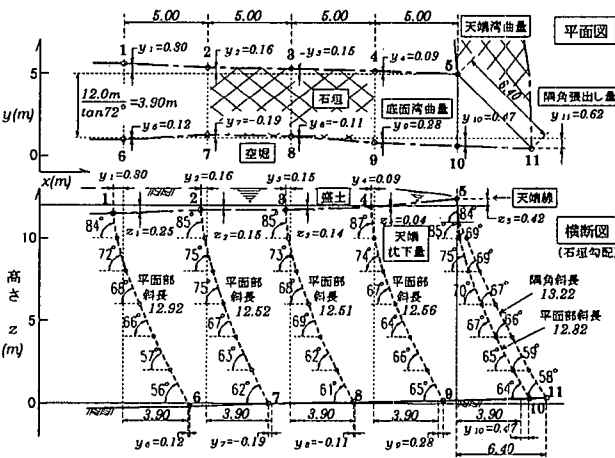 5.00 5.00 5.00 5.00
天端湾曲量
平面図
1 y₁=0.30 2 y₂=0.16 3 -y₃=0.15 4 y₄=0.09 5
5
12.0m
tan72°
=3.90m
石垣
底面湾曲量
隅角張出し量
y(m)
y₆=0.12 y₇=-0.19 y₈=-0.11 y₉=0.28 y₁₀=0.47 y₁₁=0.62
0
6 7 8 9 10 11
空堀
x(m)
y₁=0.30 y₂=0.16 y₃=0.15 y₄=0.09
盛土
天端線
1 2 3 4 5
z₁=0.25 z₂=0.15 z₃=0.14 z₄=0.04 z₅=0.42
天端
沈下量
横断図
(石垣勾配)
10
84° 85° 85° 87° 85° 84°
72° 75° 75° 74° 75° 69°
69°
68° 75° 68° 67° 70° 67°
66° 67° 69° 64° 67° 66°
57° 63° 62° 66° 65° 59°
56° 62° 61° 65° 64° 58°
平面部
斜長
12.92
平面部
斜長
12.52
平面部
斜長
12.51
平面部
斜長
12.56
隅角斜長
13.22
平面部斜長
12.82
高さ
z
(m)
5
0
6 7 8 9 10 11
3.90 3.90 3.90 3.90 3.90
y₆=0.12 y₇=-0.19 y₈=-0.11 y₉=0.28 y₁₀=0.47
6.40